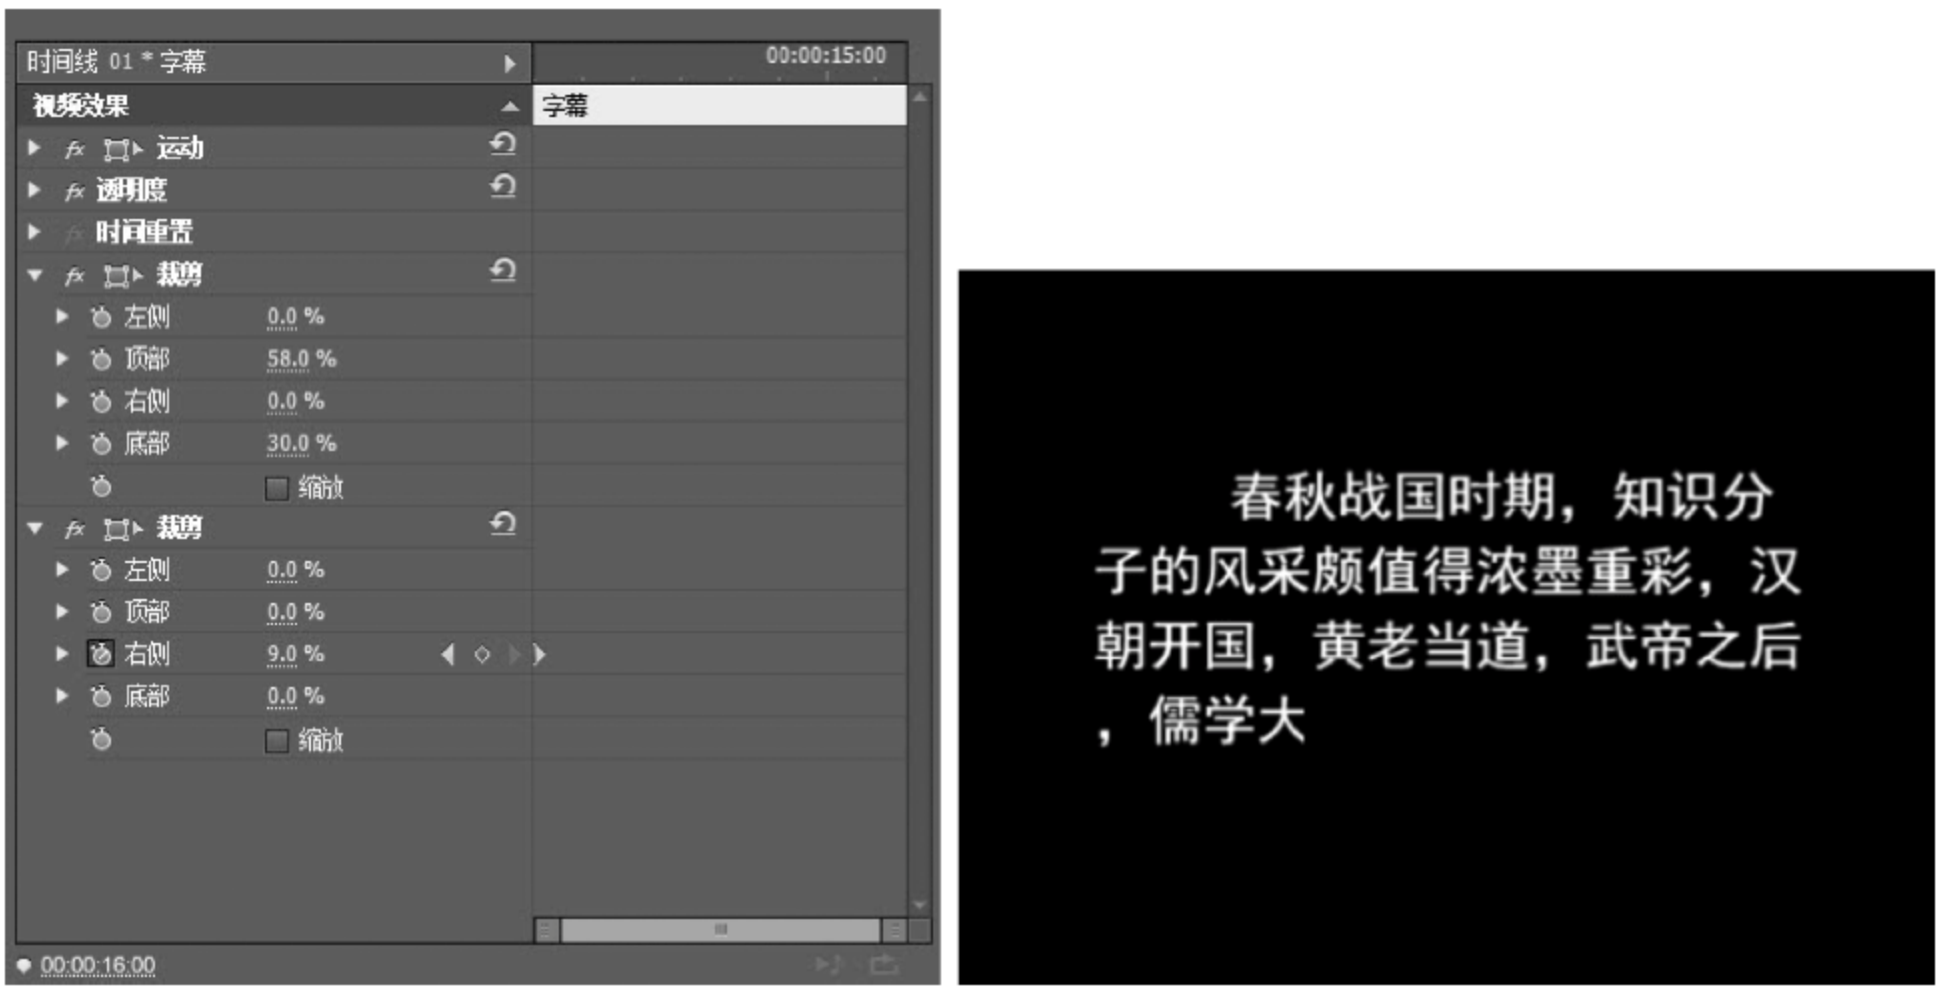 时间线 01 * 字幕
00:00:15:00
视频效果
字幕
fx 运动
fx 透明度
fx 时间重置
fx 裁剪
左侧 0.0 %
顶部 58.0 %
右侧 0.0 %
底部 30.0 %
缩放
fx 裁剪
左侧 0.0 %
顶部 0.0 %
右侧 9.0 %
底部 0.0 %
缩放
00:00:16:00
春秋战国时期，知识分
子的风采颇值得浓墨重彩，汉
朝开国，黄老当道，武帝之后
，儒学大